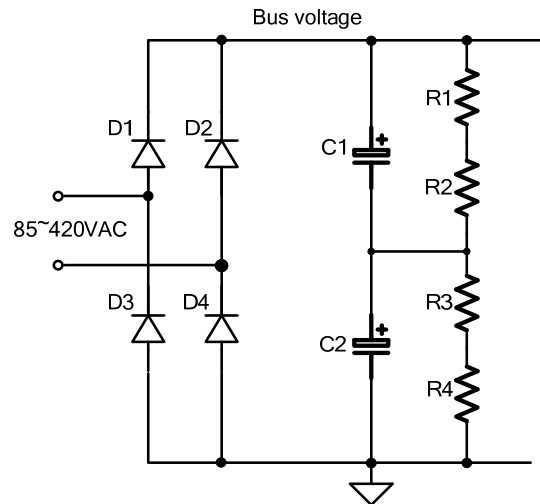 Bus voltage
D1
D2
C1
R1
R2
85~420VAC
D3
D4
C2
R3
R4